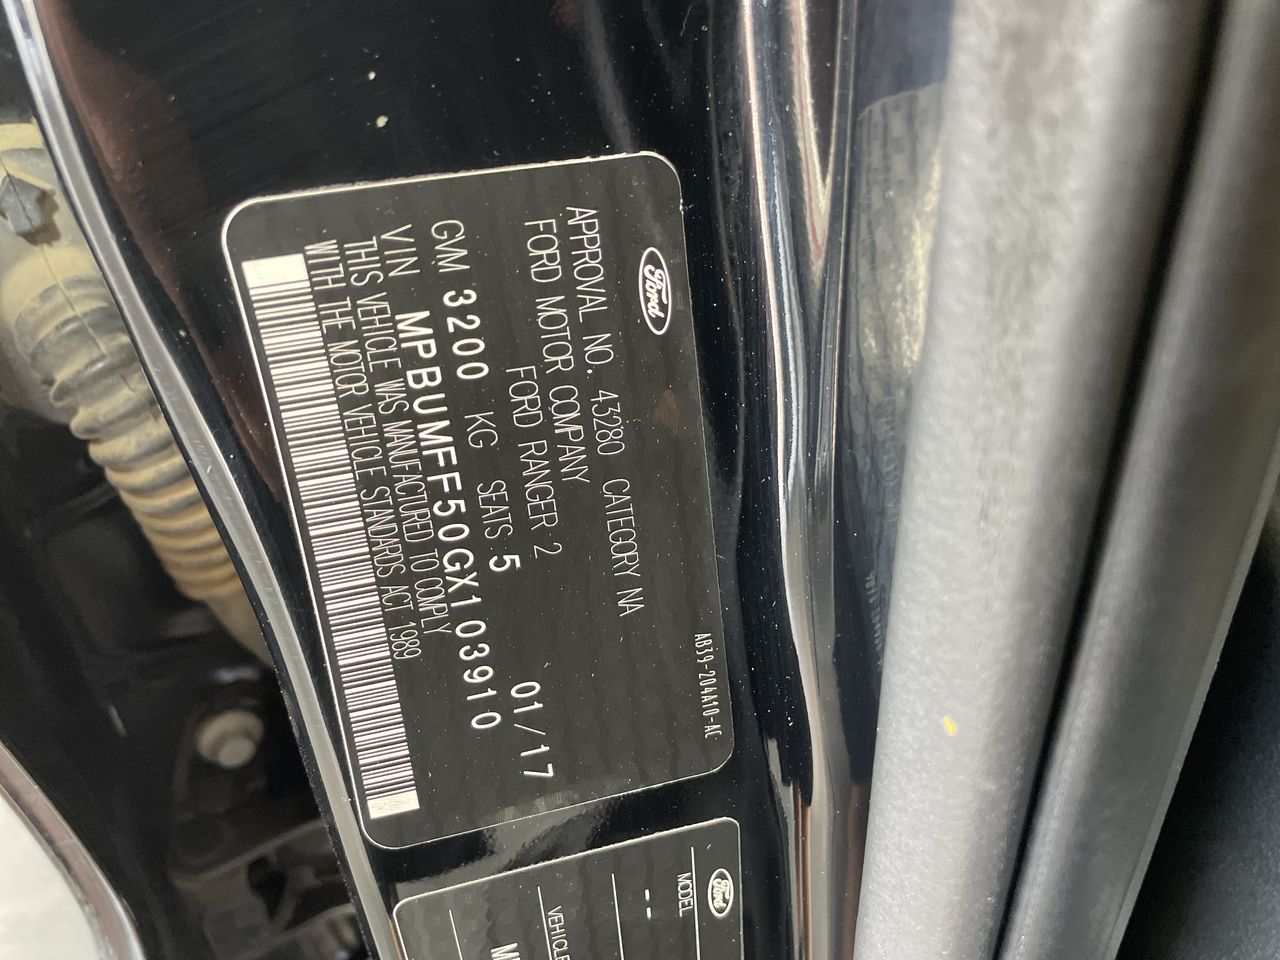 Ford
APPROVAL NO. 43280 CATEGORY NA
FORD MOTOR COMPANY
FORD RANGER 2
GVM 3200 KG SEATS 5 01/17
VIN MPBUMFF50GX103910
THIS VEHICLE WAS MANUFACTURED TO COMPLY
WITH THE MOTOR VEHICLE STANDARDS ACT 1989
AB39-204A10-AC
Ford
MODEL
--
VEHICLE